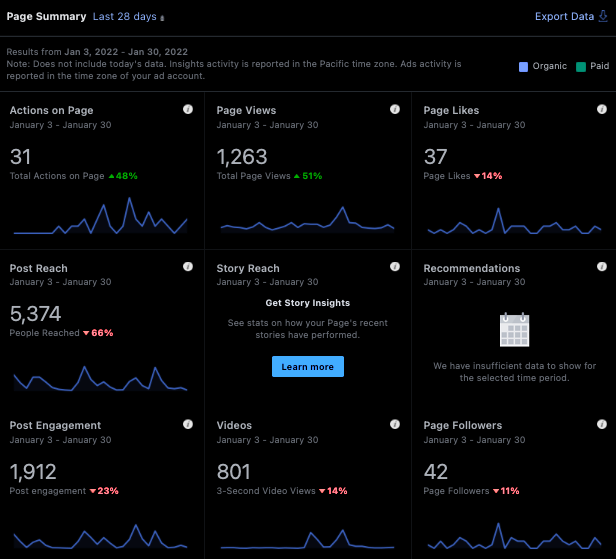 Page Summary Last 28 days
Export Data
Results from Jan 3, 2022 - Jan 30, 2022
Note: Does not include today's data. Insights activity is reported in the Pacific time zone. Ads activity is
reported in the time zone of your ad account.
Organic Paid
Actions on Page
January 3 - January 30
31
Total Actions on Page 48%
Page Views
January 3 - January 30
1,263
Total Page Views 51%
Page Likes
January 3 - January 30
37
Page Likes 14%
Post Reach
January 3 - January 30
5,374
People Reached 66%
Story Reach
January 3 - January 30
Get Story Insights
See stats on how your Page's recent
stories have performed.
Learn more
Recommendations
January 3 - January 30
We have insufficient data to show for
the selected time period.
Post Engagement
January 3 - January 30
1,912
Post engagement 23%
Videos
January 3 - January 30
801
3-Second Video Views 14%
Page Followers
January 3 - January 30
42
Page Followers 11%